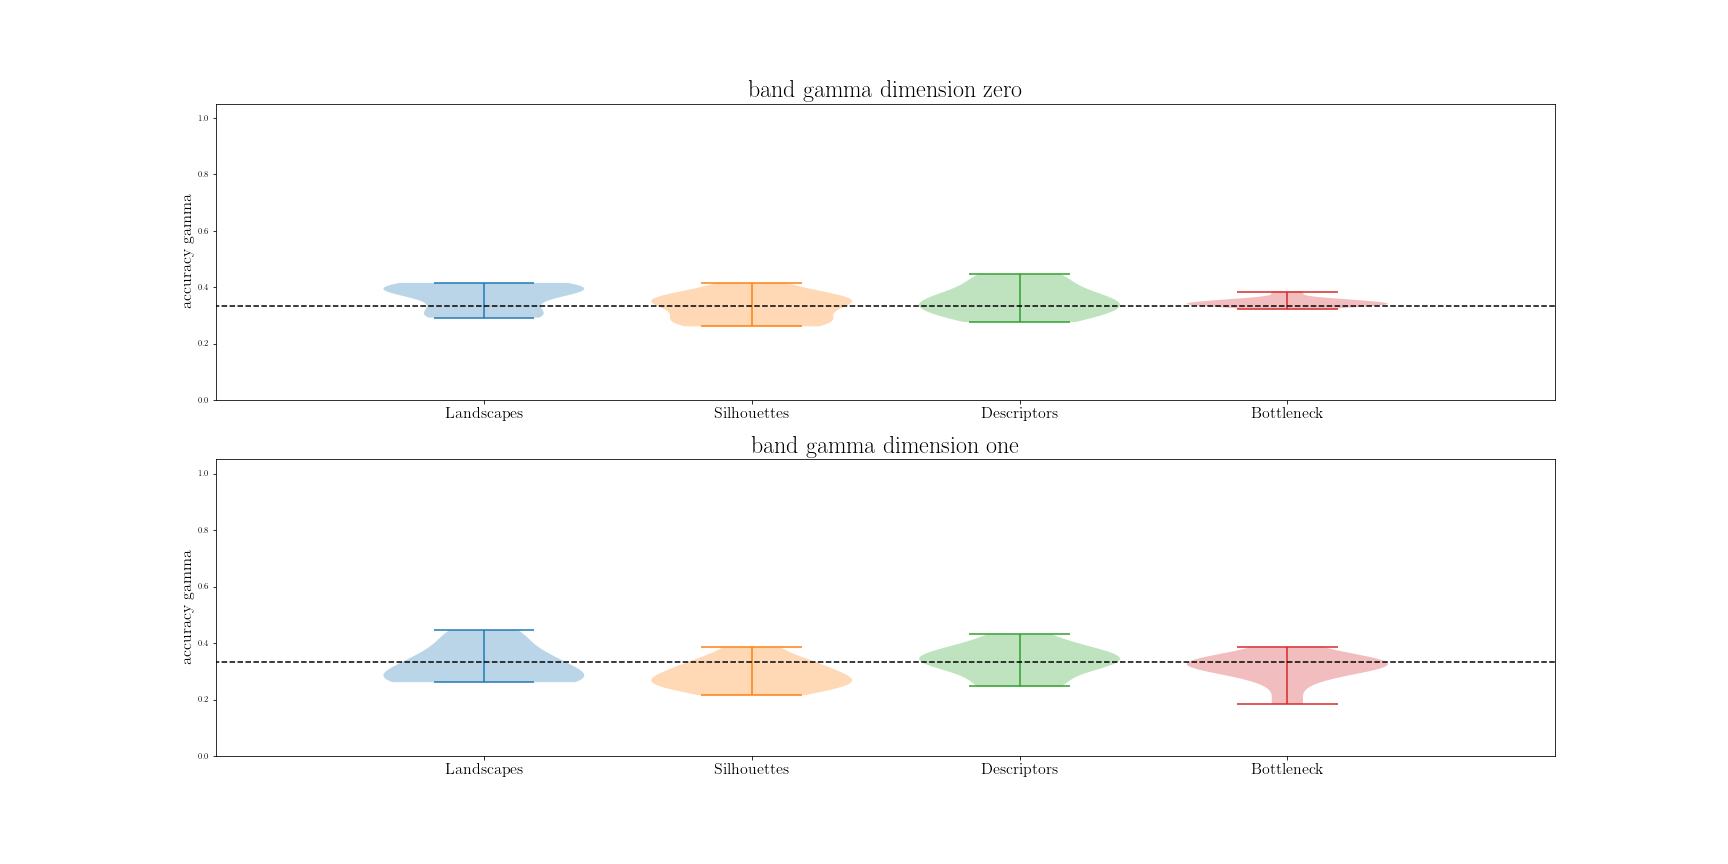 band gamma dimension zero
accuracy gamma
1.0
0.8
0.6
0.4
0.2
0.0
Landscapes Silhouettes Descriptors Bottleneck
band gamma dimension one
accuracy gamma
1.0
0.8
0.6
0.4
0.2
0.0
Landscapes Silhouettes Descriptors Bottleneck